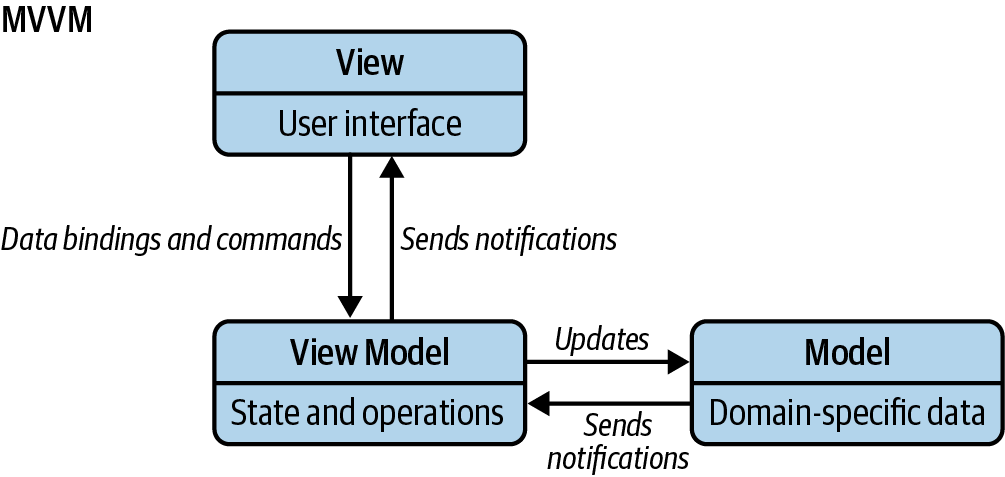 MVVM
View
User interface
Data bindings and commands
Sends notifications
View Model
State and operations
Updates
Sends
notifications
Model
Domain-specific data